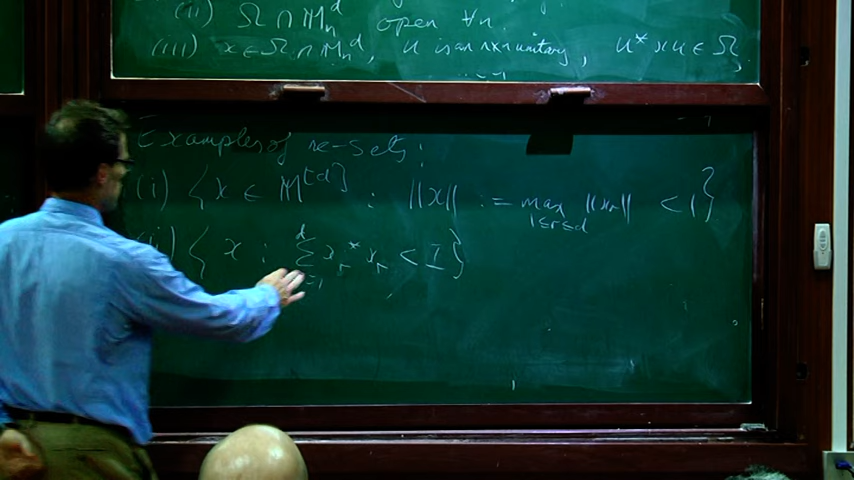 (ii) Ω ∩ M_n^d open ∀n.
(iii) x ∈ Ω ∩ M_n^d, u is an n×n unitary, u* x u ∈ Ω
Examples of nc-sets:
(i) { x ∈ M^[d] : ||x|| := max_{1≤r≤d} ||x_r|| < 1 }
(ii) { x : Σ_{r=1}^d x_r* x_r < I }